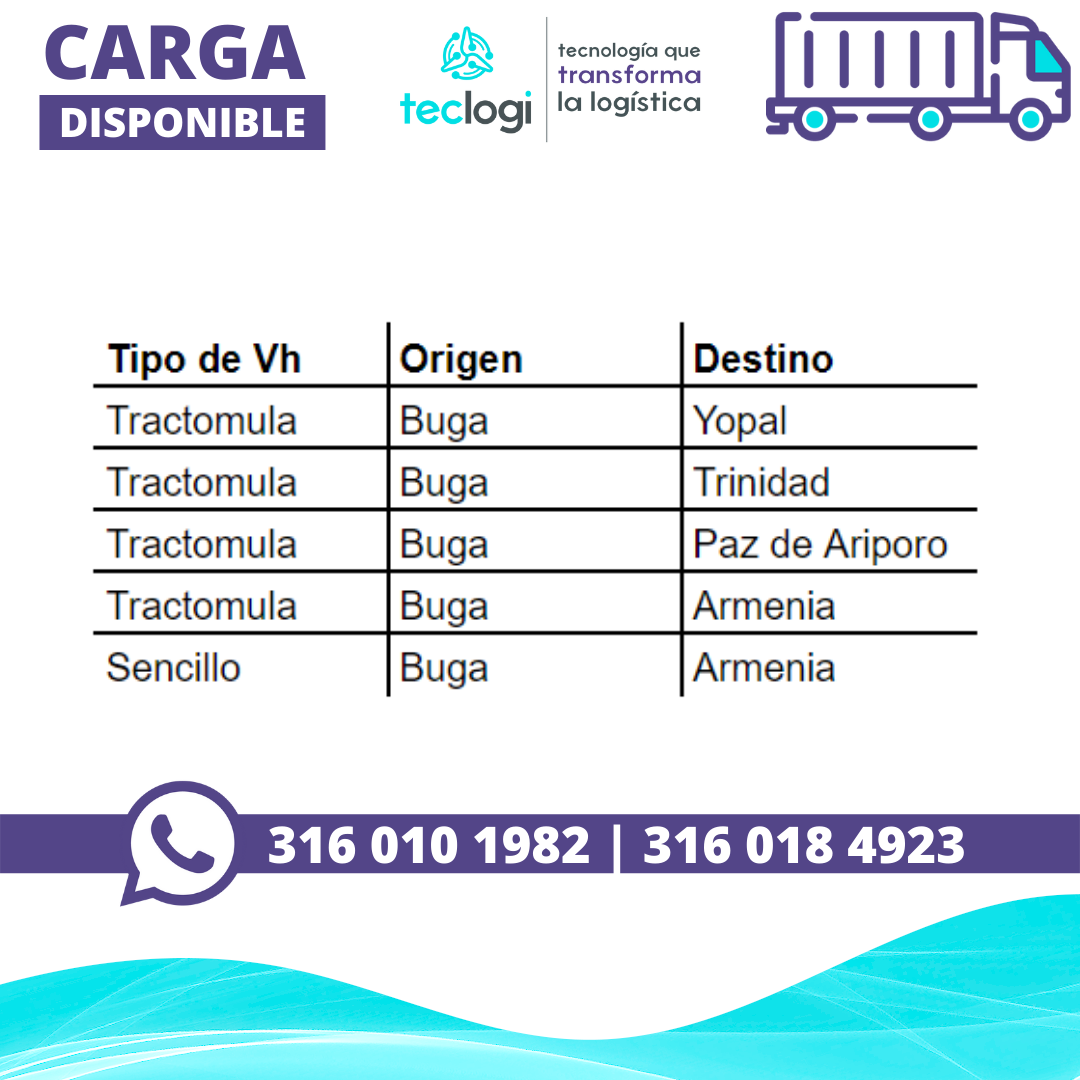 CARGA
DISPONIBLE
teclogi
tecnología que
transforma
la logística
Tipo de Vh Origen Destino
Tractomula Buga Yopal
Tractomula Buga Trinidad
Tractomula Buga Paz de Ariporo
Tractomula Buga Armenia
Sencillo Buga Armenia
316 010 1982 | 316 018 4923